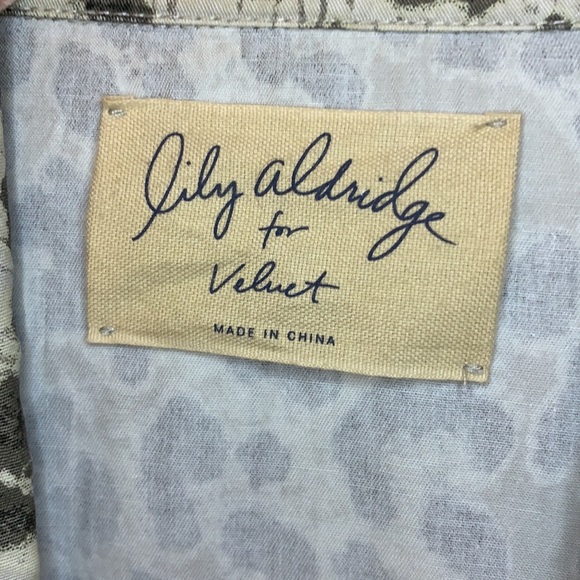 lily aldridge
for
Velvet
MADE IN CHINA